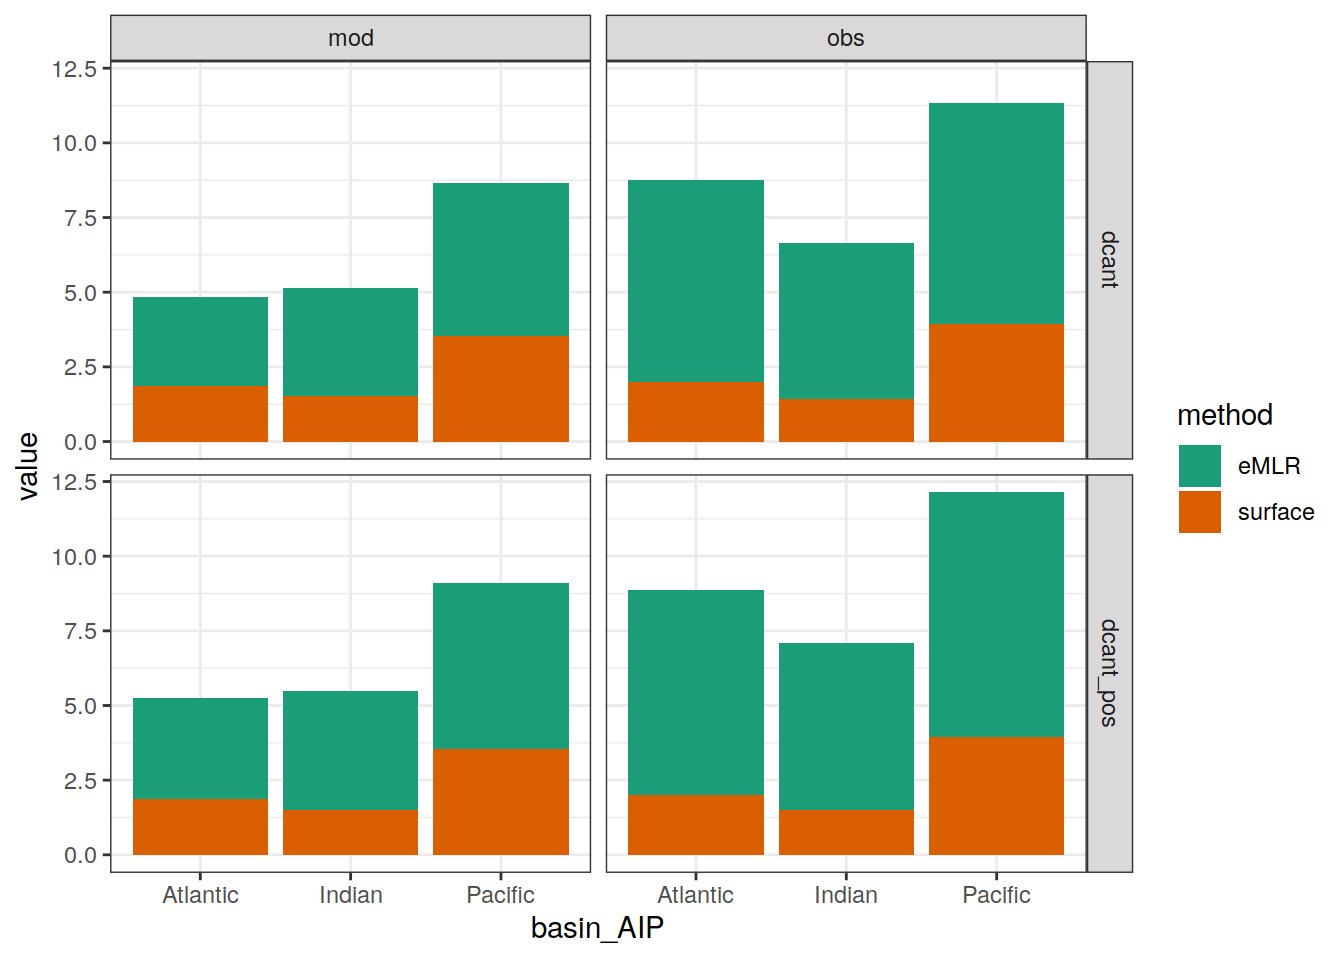 mod
obs
12.5
10.0
7.5
5.0
2.5
0.0
dcant
12.5
10.0
7.5
5.0
2.5
0.0
dcant_pos
value
Atlantic
Indian
Pacific
Atlantic
Indian
Pacific
basin_AIP
method
eMLR
surface